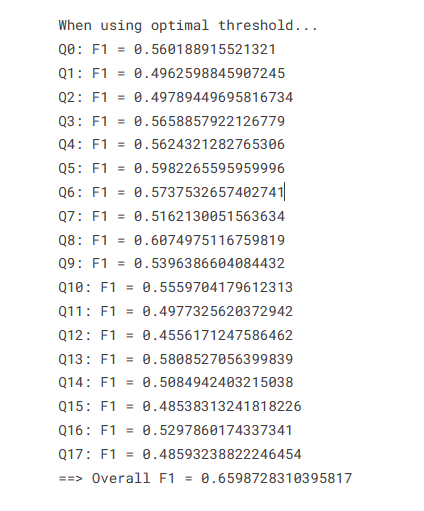 When using optimal threshold...
Q0: F1 = 0.560188915521321
Q1: F1 = 0.4962598845907245
Q2: F1 = 0.49789449695816734
Q3: F1 = 0.5658857922126779
Q4: F1 = 0.5624321282765306
Q5: F1 = 0.5982265595959996
Q6: F1 = 0.5737532657402741
Q7: F1 = 0.5162130051563634
Q8: F1 = 0.6074975116759819
Q9: F1 = 0.5396386604084432
Q10: F1 = 0.5559704179612313
Q11: F1 = 0.4977325620372942
Q12: F1 = 0.4556171247586462
Q13: F1 = 0.5808527056399839
Q14: F1 = 0.5084942403215038
Q15: F1 = 0.48538313241818226
Q16: F1 = 0.5297860174337341
Q17: F1 = 0.48593238822246454
==> Overall F1 = 0.6598728310395817